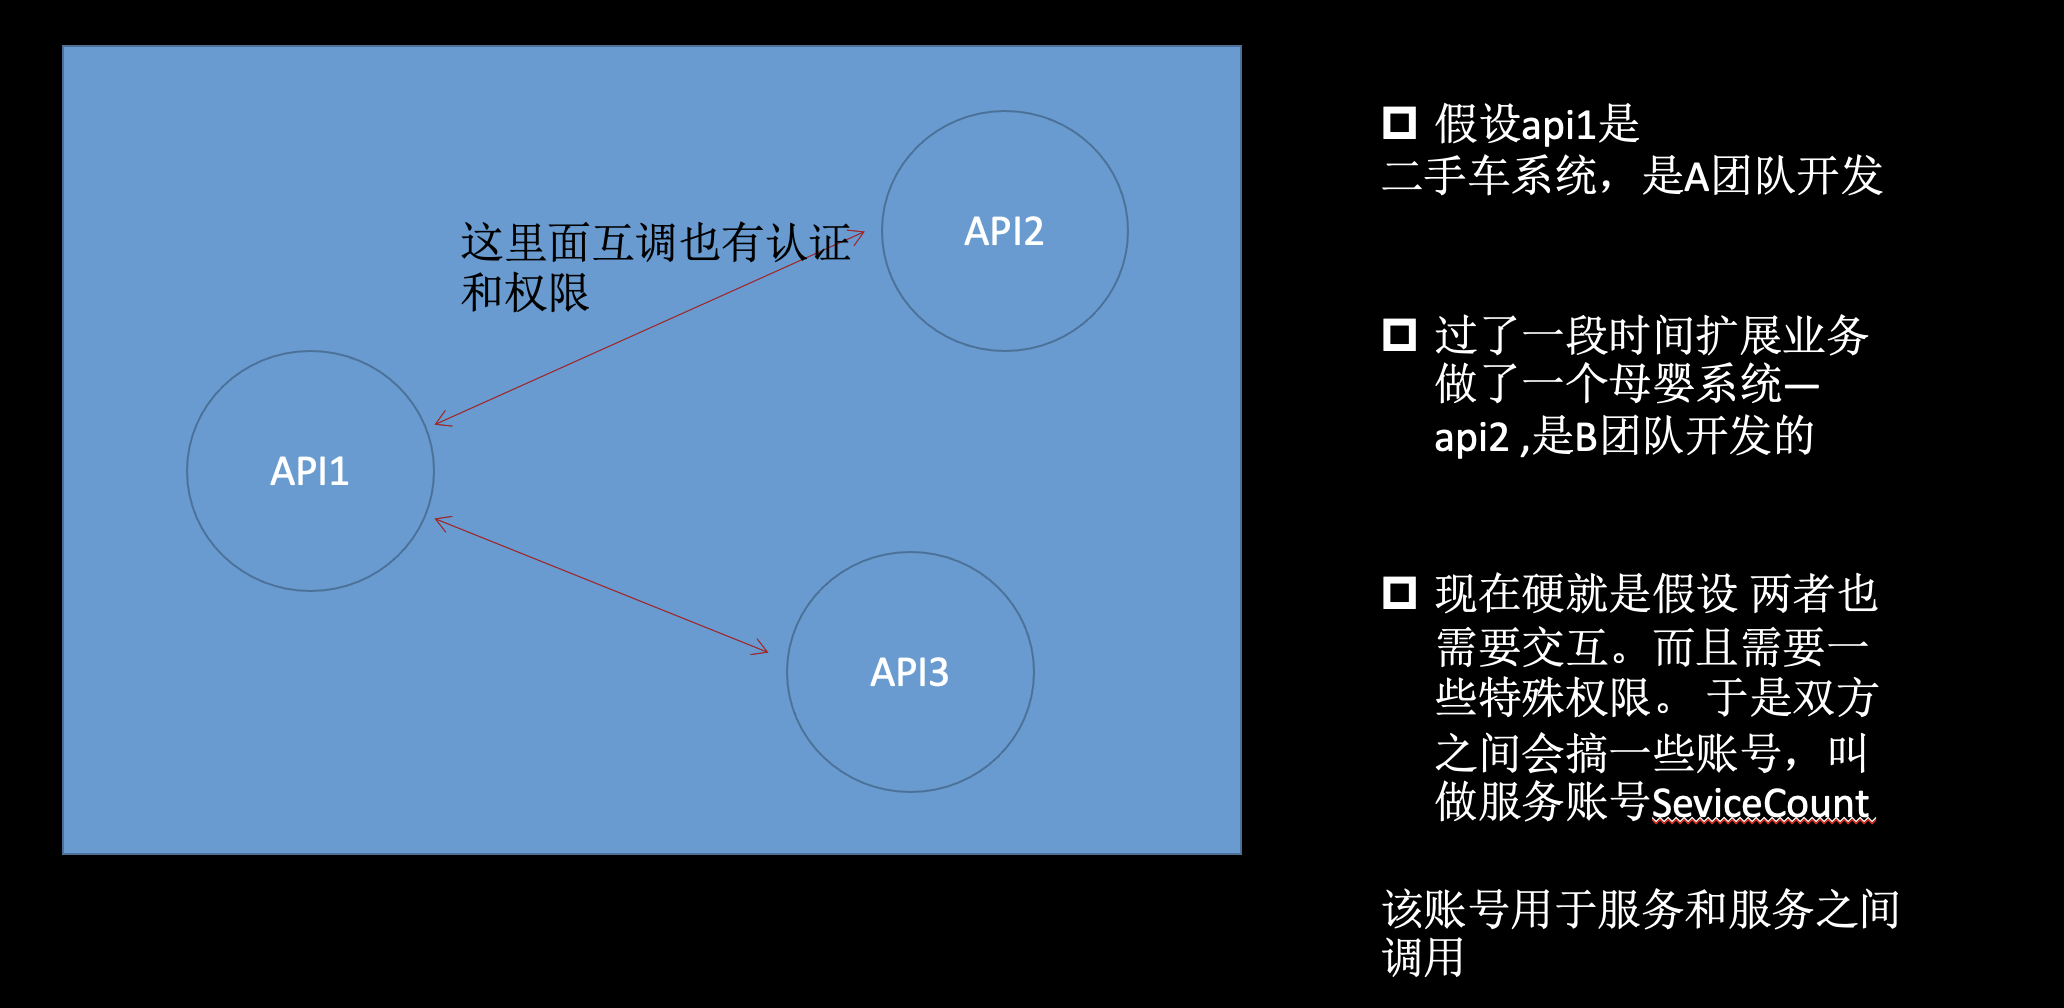 这里面互调也有认证
和权限
API2
API1
API3
假设api1是
二手车系统，是A团队开发
过了一段时间扩展业务
做了一个母婴系统—
api2 ,是B团队开发的
现在硬就是假设 两者也
需要交互。而且需要一
些特殊权限。 于是双方
之间会搞一些账号，叫
做服务账号SeviceCount
该账号用于服务和服务之间
调用